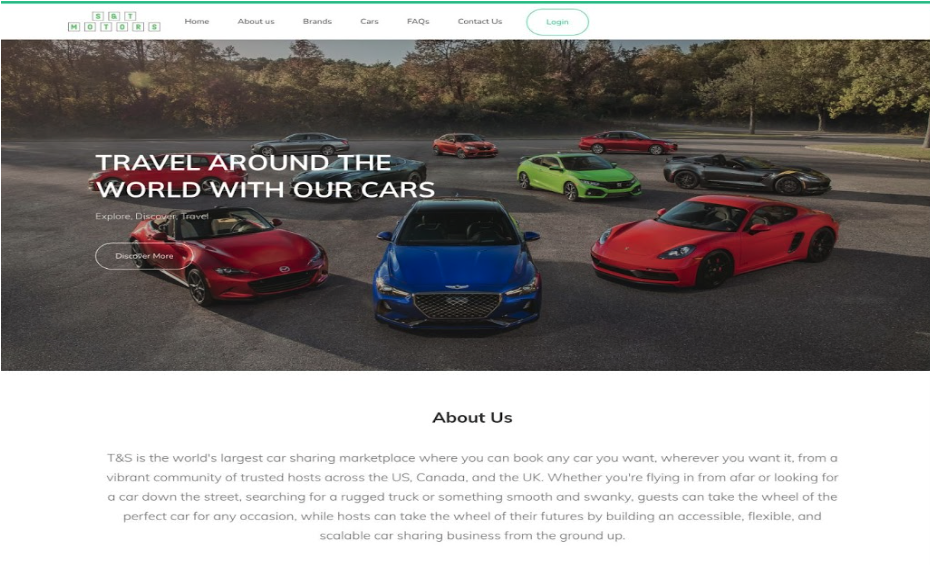 S & T
MOTORS
Home About us Brands Cars FAQs Contact Us Login
TRAVEL AROUND THE
WORLD WITH OUR CARS
Explore, Discover, Travel
Discover More
About Us
T&S is the world's largest car sharing marketplace where you can book any car you want, wherever you want it, from a
vibrant community of trusted hosts across the US, Canada, and the UK. Whether you're flying in from afar or looking for
a car down the street, searching for a rugged truck or something smooth and swanky, guests can take the wheel of the
perfect car for any occasion, while hosts can take the wheel of their futures by building an accessible, flexible, and
scalable car sharing business from the ground up.